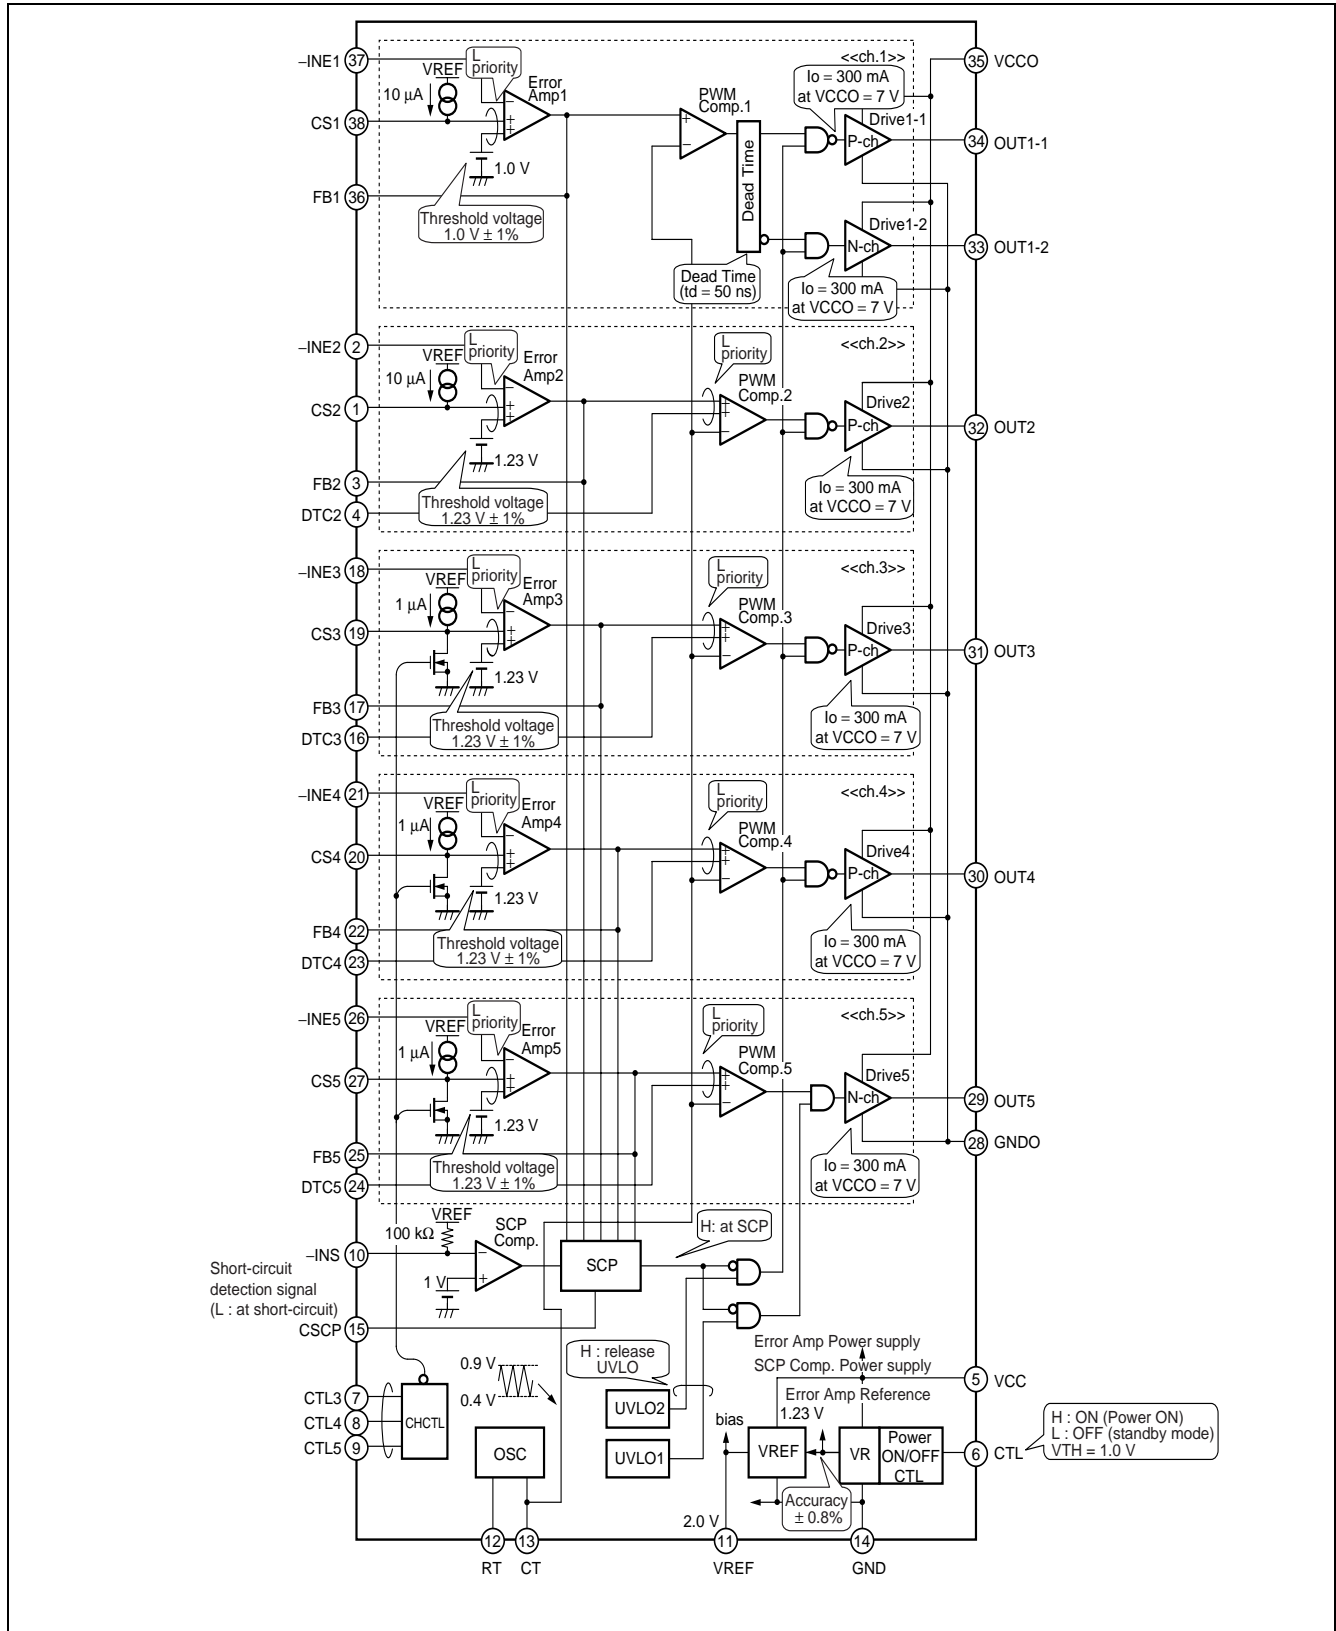 <<ch.1>>
–INE1
37
VREF
L
priority
10 µA
Error
Amp1
CS1
38
1.0 V
FB1
36
Threshold voltage
1.0 V ± 1%
PWM
Comp.1
Dead Time
Dead Time
(td = 50 ns)
Io = 300 mA
at VCCO = 7 V
Drive1-1
P-ch
35
VCCO
34
OUT1-1
Drive1-2
N-ch
33
OUT1-2
Io = 300 mA
at VCCO = 7 V
<<ch.2>>
–INE2
2
VREF
L
priority
10 µA
Error
Amp2
CS2
1
1.23 V
FB2
3
DTC2
4
Threshold voltage
1.23 V ± 1%
L
priority
PWM
Comp.2
Drive2
P-ch
32
OUT2
Io = 300 mA
at VCCO = 7 V
<<ch.3>>
–INE3
18
VREF
L
priority
1 µA
Error
Amp3
CS3
19
1.23 V
FB3
17
DTC3
16
Threshold voltage
1.23 V ± 1%
L
priority
PWM
Comp.3
Drive3
P-ch
31
OUT3
Io = 300 mA
at VCCO = 7 V
<<ch.4>>
–INE4
21
VREF
L
priority
1 µA
Error
Amp4
CS4
20
1.23 V
FB4
22
DTC4
23
Threshold voltage
1.23 V ± 1%
L
priority
PWM
Comp.4
Drive4
P-ch
30
OUT4
Io = 300 mA
at VCCO = 7 V
<<ch.5>>
–INE5
26
VREF
L
priority
1 µA
Error
Amp5
CS5
27
1.23 V
FB5
25
DTC5
24
Threshold voltage
1.23 V ± 1%
L
priority
PWM
Comp.5
Drive5
N-ch
29
OUT5
28
GNDO
Io = 300 mA
at VCCO = 7 V
VREF
100 kΩ
–INS
10
SCP
Comp.
1 V
SCP
H: at SCP
Short-circuit
detection signal
(L : at short-circuit)
CSCP
15
H : release
UVLO
UVLO2
UVLO1
Error Amp Power supply
SCP Comp. Power supply
5
VCC
Error Amp Reference
1.23 V
bias
VREF
VR
Power
ON/OFF
CTL
6
CTL
H : ON (Power ON)
L : OFF (standby mode)
VTH = 1.0 V
Accuracy
± 0.8%
CTL3
7
CTL4
8
CTL5
9
CHCTL
0.9 V
0.4 V
OSC
2.0 V
12
RT
13
CT
11
VREF
14
GND